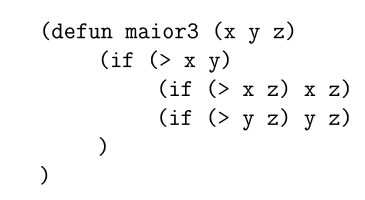 (defun maior3 (x y z)
(if (> x y)
(if (> x z) x z)
(if (> y z) y z)
)
)